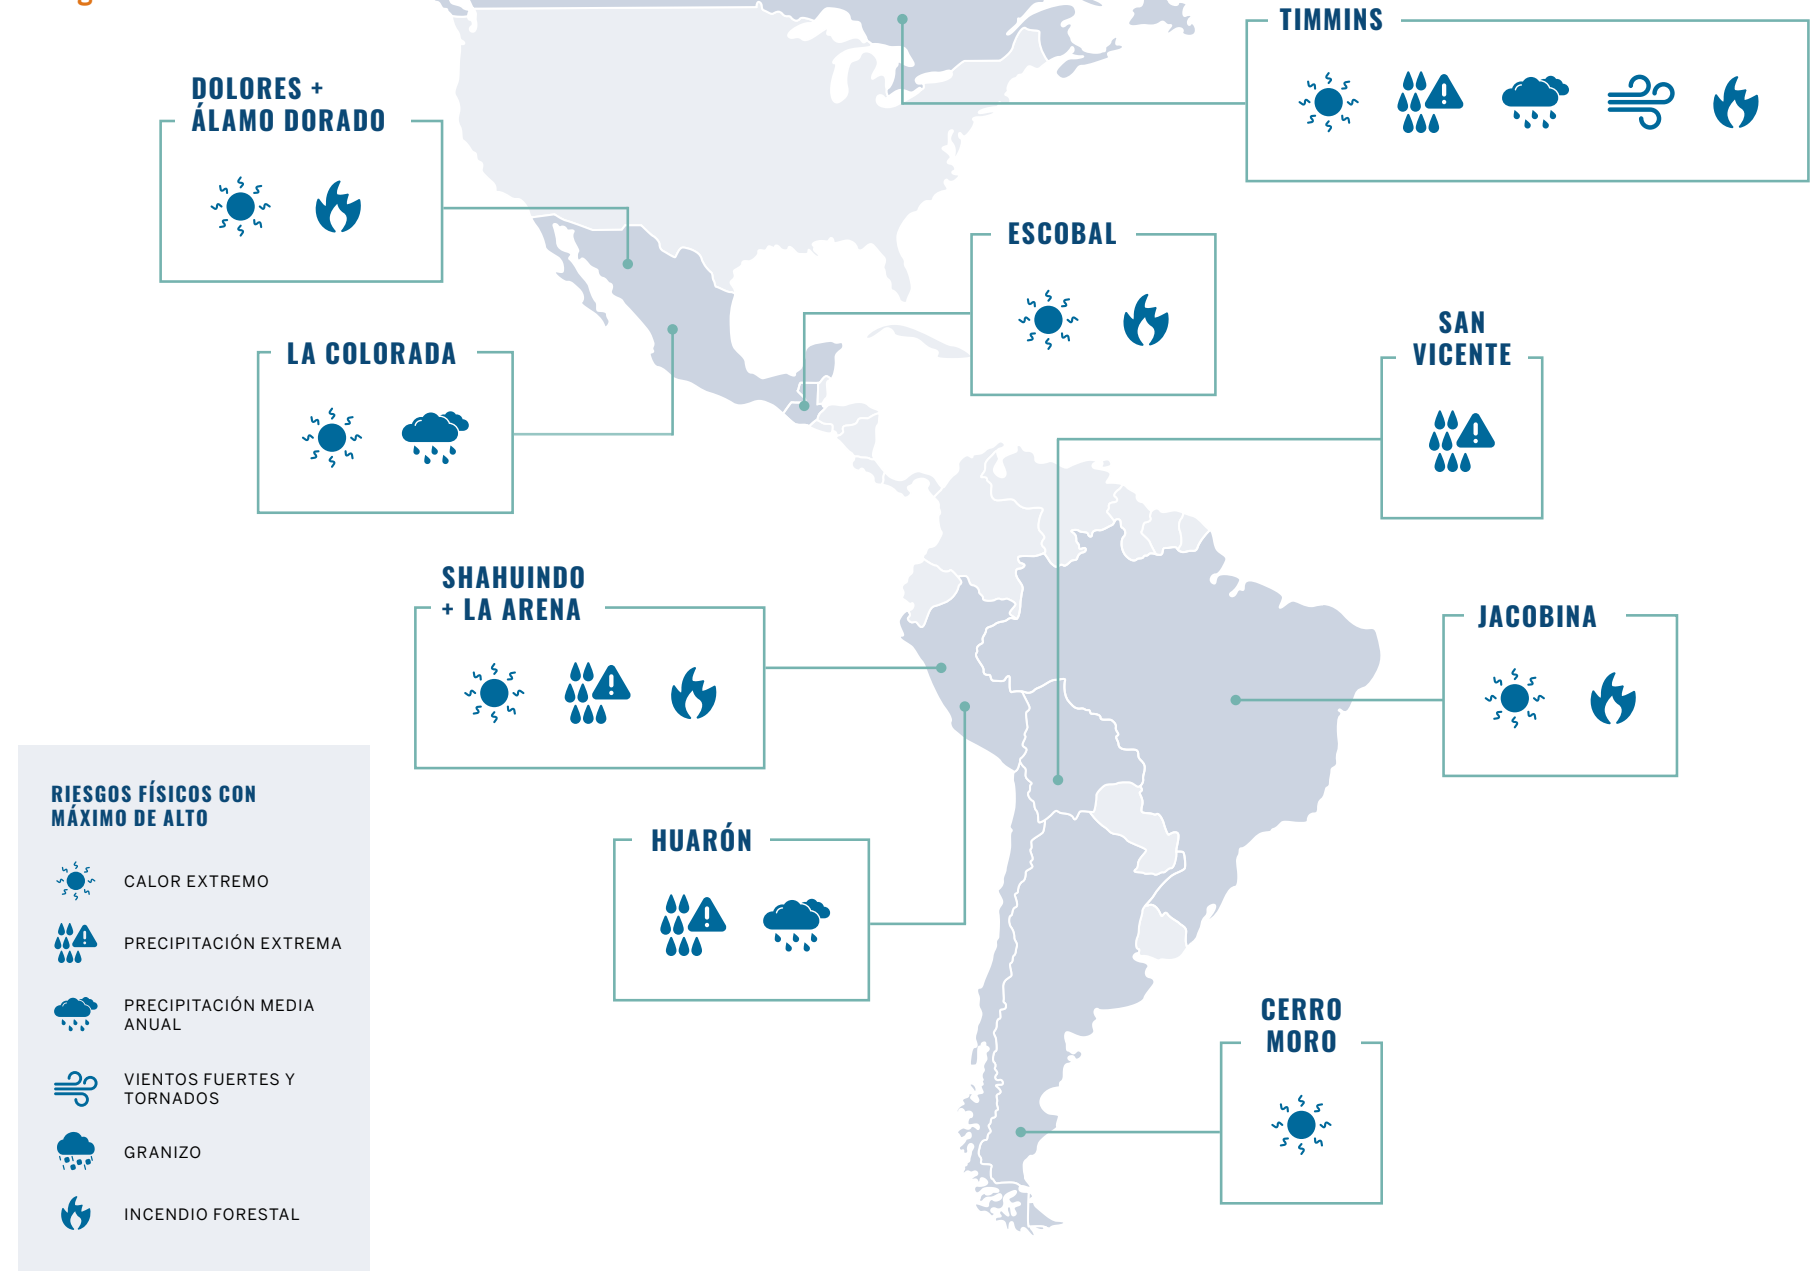 TIMMINS
DOLORES +
ÁLAMO DORADO
ESCOBAL
SAN
VICENTE
LA COLORADA
SHAHUINDO
+ LA ARENA
JACOBINA
HUARÓN
CERRO
MORO
RIESGOS FÍSICOS CON
MÁXIMO DE ALTO
CALOR EXTREMO
PRECIPITACIÓN EXTREMA
PRECIPITACIÓN MEDIA
ANUAL
VIENTOS FUERTES Y
TORNADOS
GRANIZO
INCENDIO FORESTAL